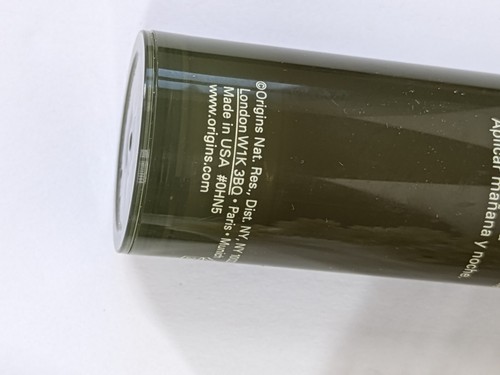 Aplicar mañana y noche,
©Origins Nat. Res., Dist. NY, NY
London W1K 3BQ • Paris • Munich
Made in USA #0HN5
www.origins.com